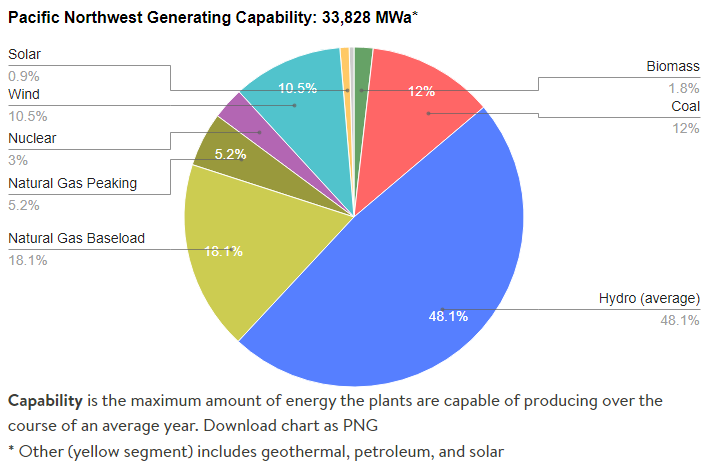 Pacific Northwest Generating Capability: 33,828 MWa*
Solar
0.9%
Wind
10.5%
Nuclear
3%
Natural Gas Peaking
5.2%
Natural Gas Baseload
18.1%
10.5%
12%
5.2%
18.1%
48.1%
Biomass
1.8%
Coal
12%
Hydro (average)
48.1%
Capability is the maximum amount of energy the plants are capable of producing over the
course of an average year. Download chart as PNG
* Other (yellow segment) includes geothermal, petroleum, and solar